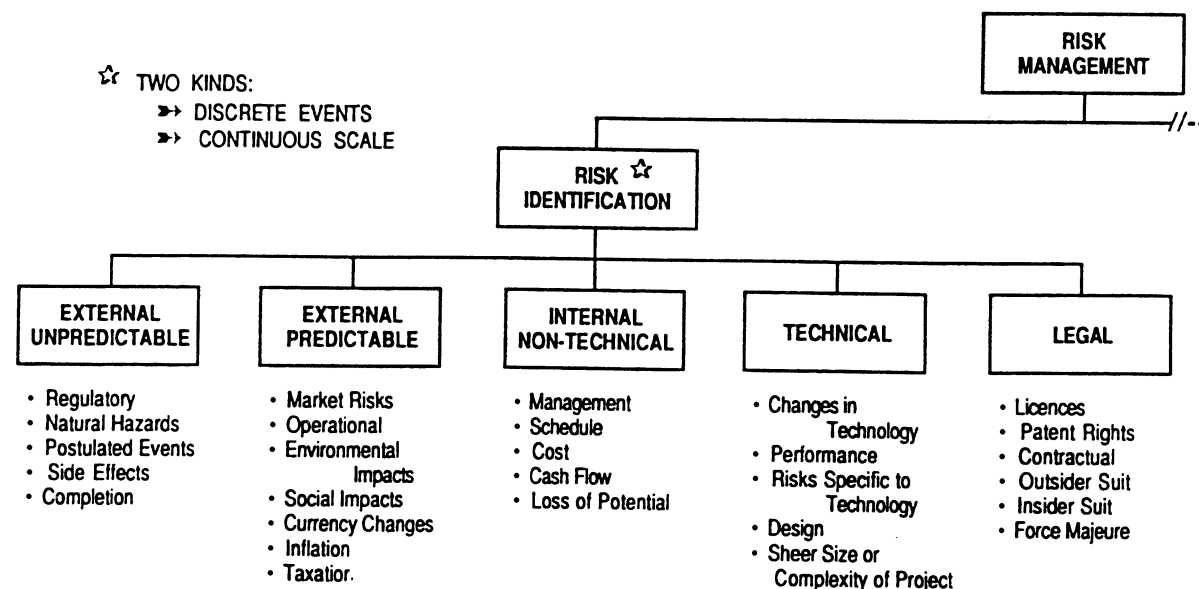 RISK
MANAGEMENT
☆ TWO KINDS:
➳ DISCRETE EVENTS
➳ CONTINUOUS SCALE
RISK ☆
IDENTIFICATION
EXTERNAL
UNPREDICTABLE
• Regulatory
• Natural Hazards
• Postulated Events
• Side Effects
• Completion
EXTERNAL
PREDICTABLE
• Market Risks
• Operational
• Environmental
Impacts
• Social Impacts
• Currency Changes
• Inflation
• Taxation
INTERNAL
NON-TECHNICAL
• Management
• Schedule
• Cost
• Cash Flow
• Loss of Potential
TECHNICAL
• Changes in
Technology
• Performance
• Risks Specific to
Technology
• Design
• Sheer Size or
Complexity of Project
LEGAL
• Licences
• Patent Rights
• Contractual
• Outsider Suit
• Insider Suit
• Force Majeure